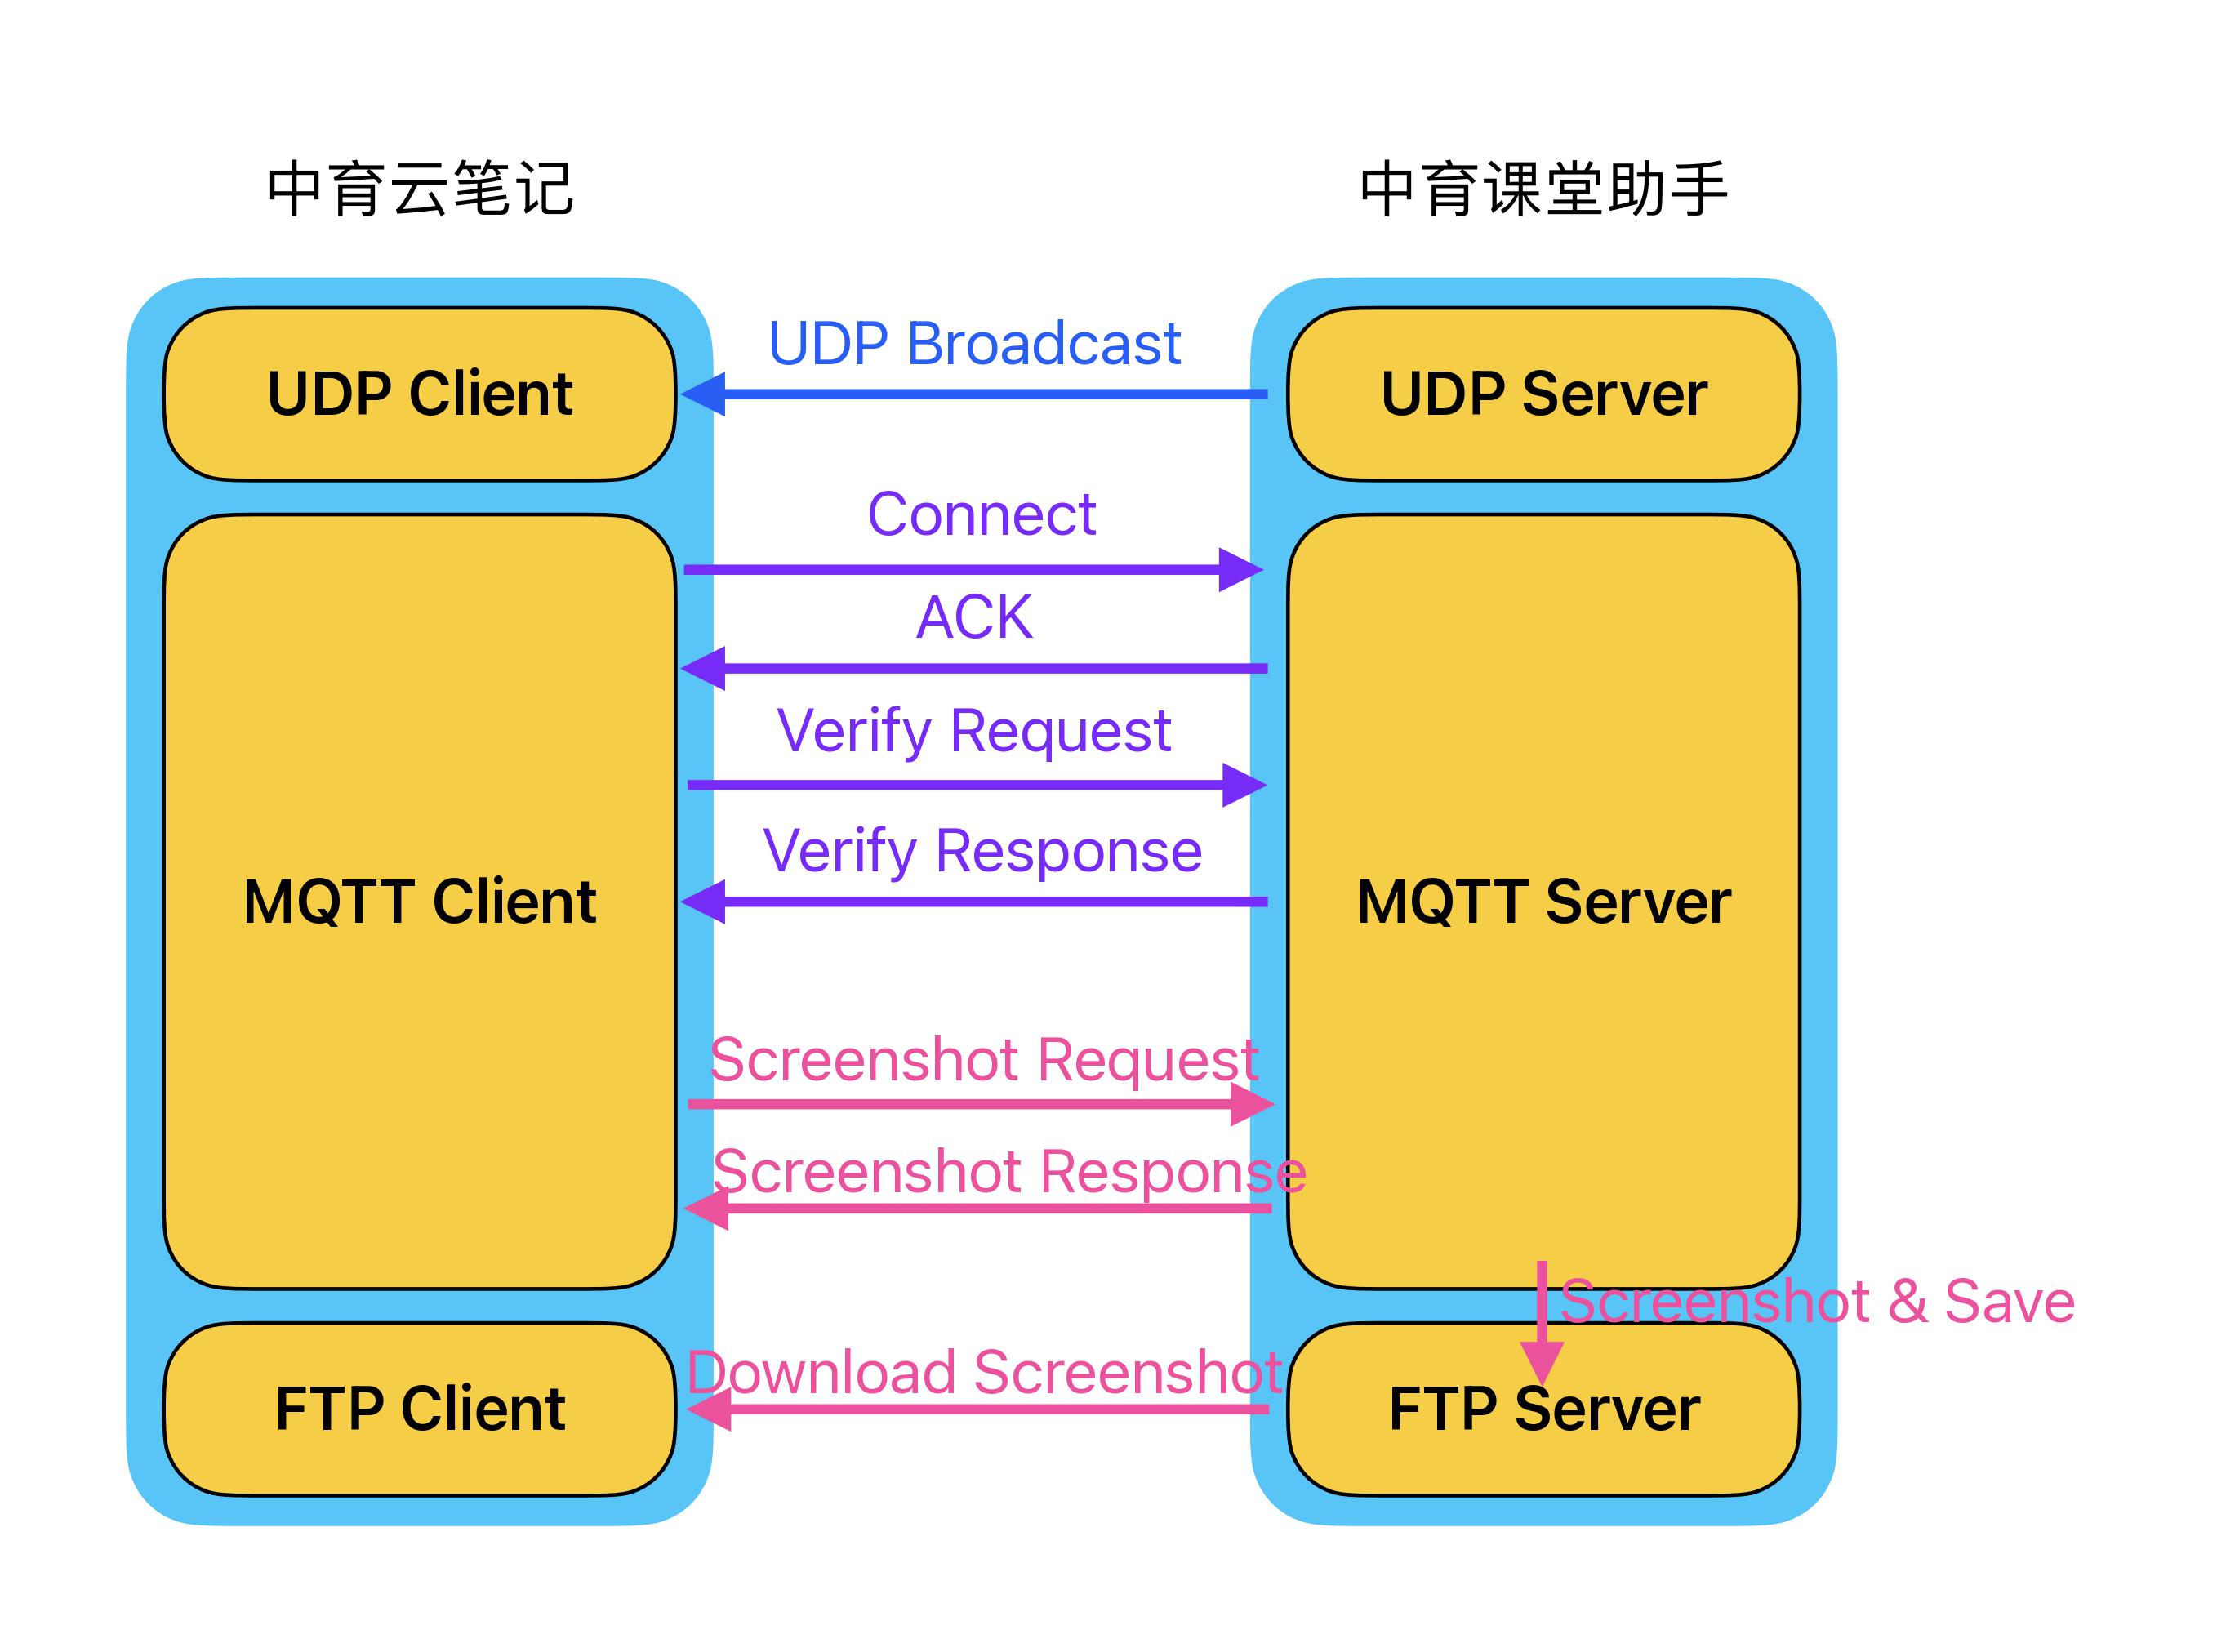 中育云笔记
中育课堂助手
UDP Client
UDP Broadcast
UDP Server
Connect
ACK
Verify Request
Verify Response
MQTT Client
MQTT Server
Screenshot Request
Screenshot Response
Screenshot & Save
Download Screenshot
FTP Client
FTP Server